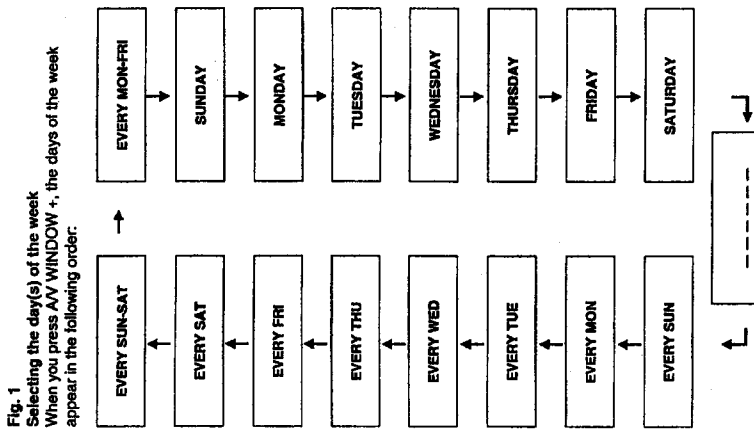 Fig. 1
Selecting the day(s) of the week
When you press A/V WINDOW +, the days of the week
appear in the following order:
EVERY SUN-SAT
EVERY MON-FRI
EVERY SAT
SUNDAY
EVERY FRI
MONDAY
EVERY THU
TUESDAY
EVERY WED
WEDNESDAY
EVERY TUE
THURSDAY
EVERY MON
FRIDAY
EVERY SUN
SATURDAY
------